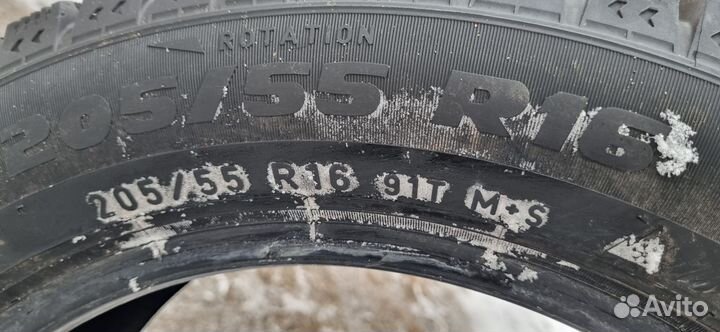 ROTATION
205/55 R16
205/55 R16 91T M+S
Avito